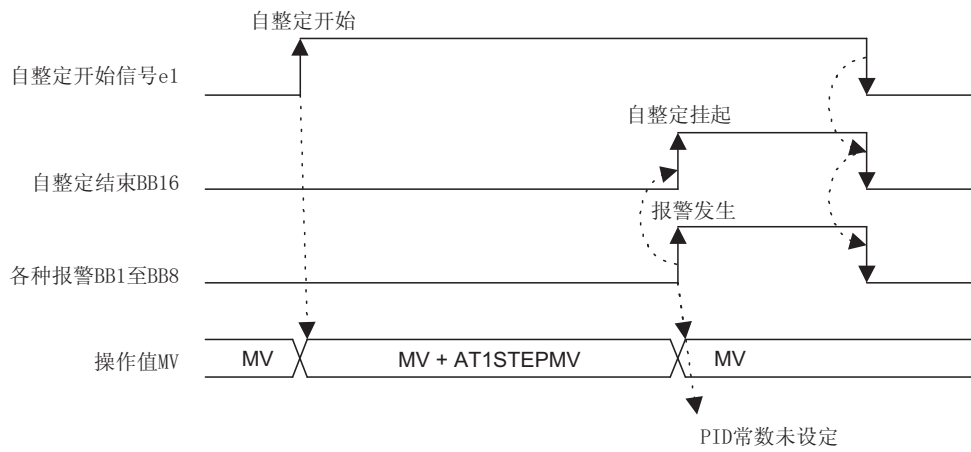 自整定开始
自整定开始信号e1
自整定挂起
自整定结束BB16
报警发生
各种报警BB1至BB8
操作值MV
MV
MV + AT1STEPMV
MV
PID常数未设定